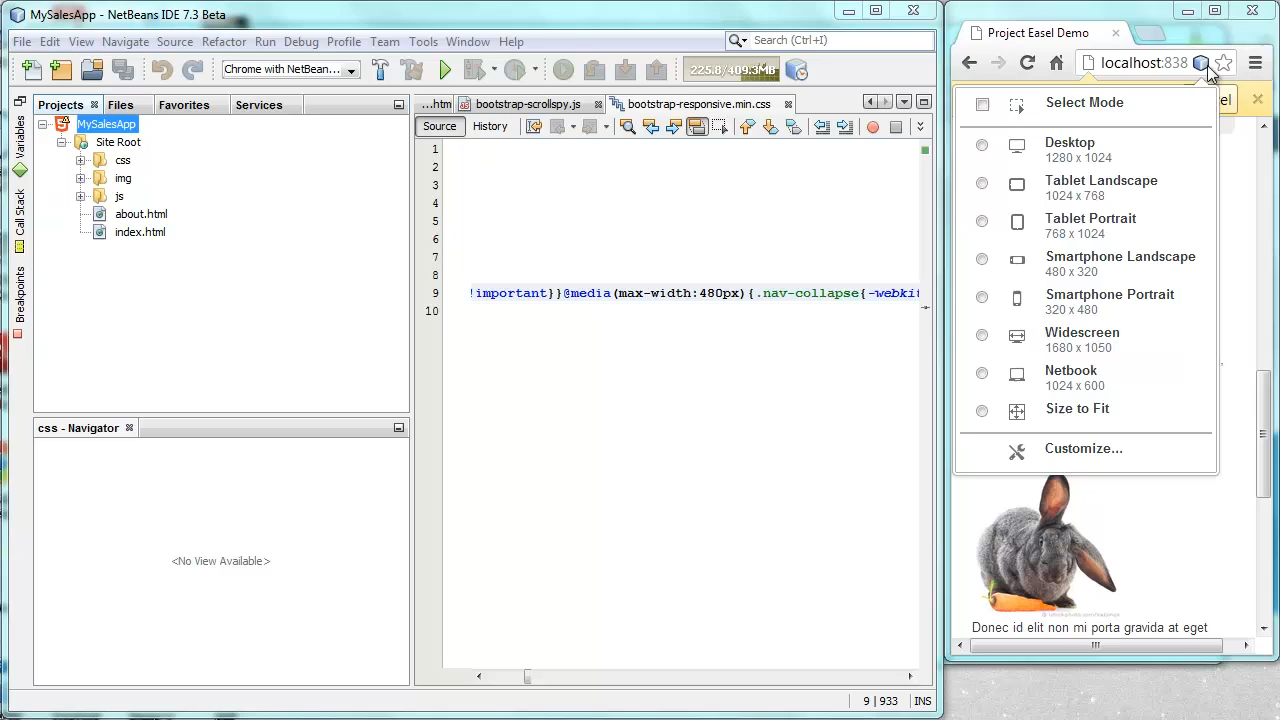 MySalesApp - NetBeans IDE 7.3 Beta
File Edit View Navigate Source Refactor Run Debug Profile Team Tools Window Help
Search (Ctrl+I)
Chrome with NetBean...
225.8/409.3MB
Projects Files Favorites Services
Variables
Call Stack
Breakpoints
MySalesApp
Site Root
css
img
js
about.html
index.html
css - Navigator
<No View Available>
...htm bootstrap-scrollspy.js bootstrap-responsive.min.css
Source History
1
2
3
4
5
6
7
8
9 !important}}@media(max-width:480px){.nav-collapse{-webkit
10
9 | 933 INS
Project Easel Demo
localhost:838
el
Select Mode
Desktop
1280 x 1024
Tablet Landscape
1024 x 768
Tablet Portrait
768 x 1024
Smartphone Landscape
480 x 320
Smartphone Portrait
320 x 480
Widescreen
1680 x 1050
Netbook
1024 x 600
Size to Fit
Customize...
Donec id elit non mi porta gravida at eget